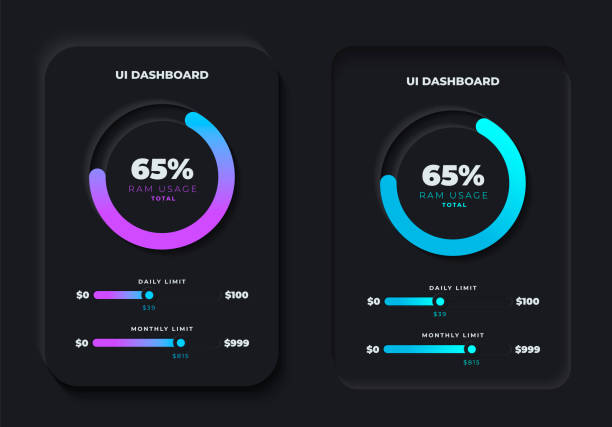 UI DASHBOARD
65%
RAM USAGE
TOTAL
DAILY LIMIT
$0 $100
$39
MONTHLY LIMIT
$0 $999
$815
UI DASHBOARD
65%
RAM USAGE
TOTAL
DAILY LIMIT
$0 $100
$39
MONTHLY LIMIT
$0 $999
$815